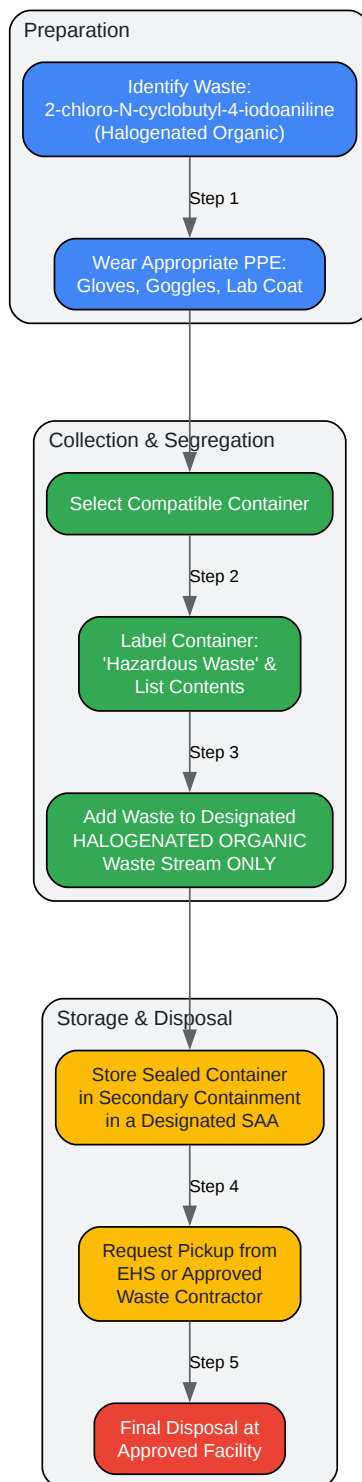 Preparation
Identify Waste:
2-chloro-N-cyclobutyl-4-iodoaniline
(Halogenated Organic)
Step 1
Wear Appropriate PPE:
Gloves, Goggles, Lab Coat
Collection & Segregation
Select Compatible Container
Step 2
Label Container:
'Hazardous Waste' &
List Contents
Step 3
Add Waste to Designated
HALOGENATED ORGANIC
Waste Stream ONLY
Storage & Disposal
Store Sealed Container
in Secondary Containment
in a Designated SAA
Step 4
Request Pickup from
EHS or Approved
Waste Contractor
Step 5
Final Disposal at
Approved Facility